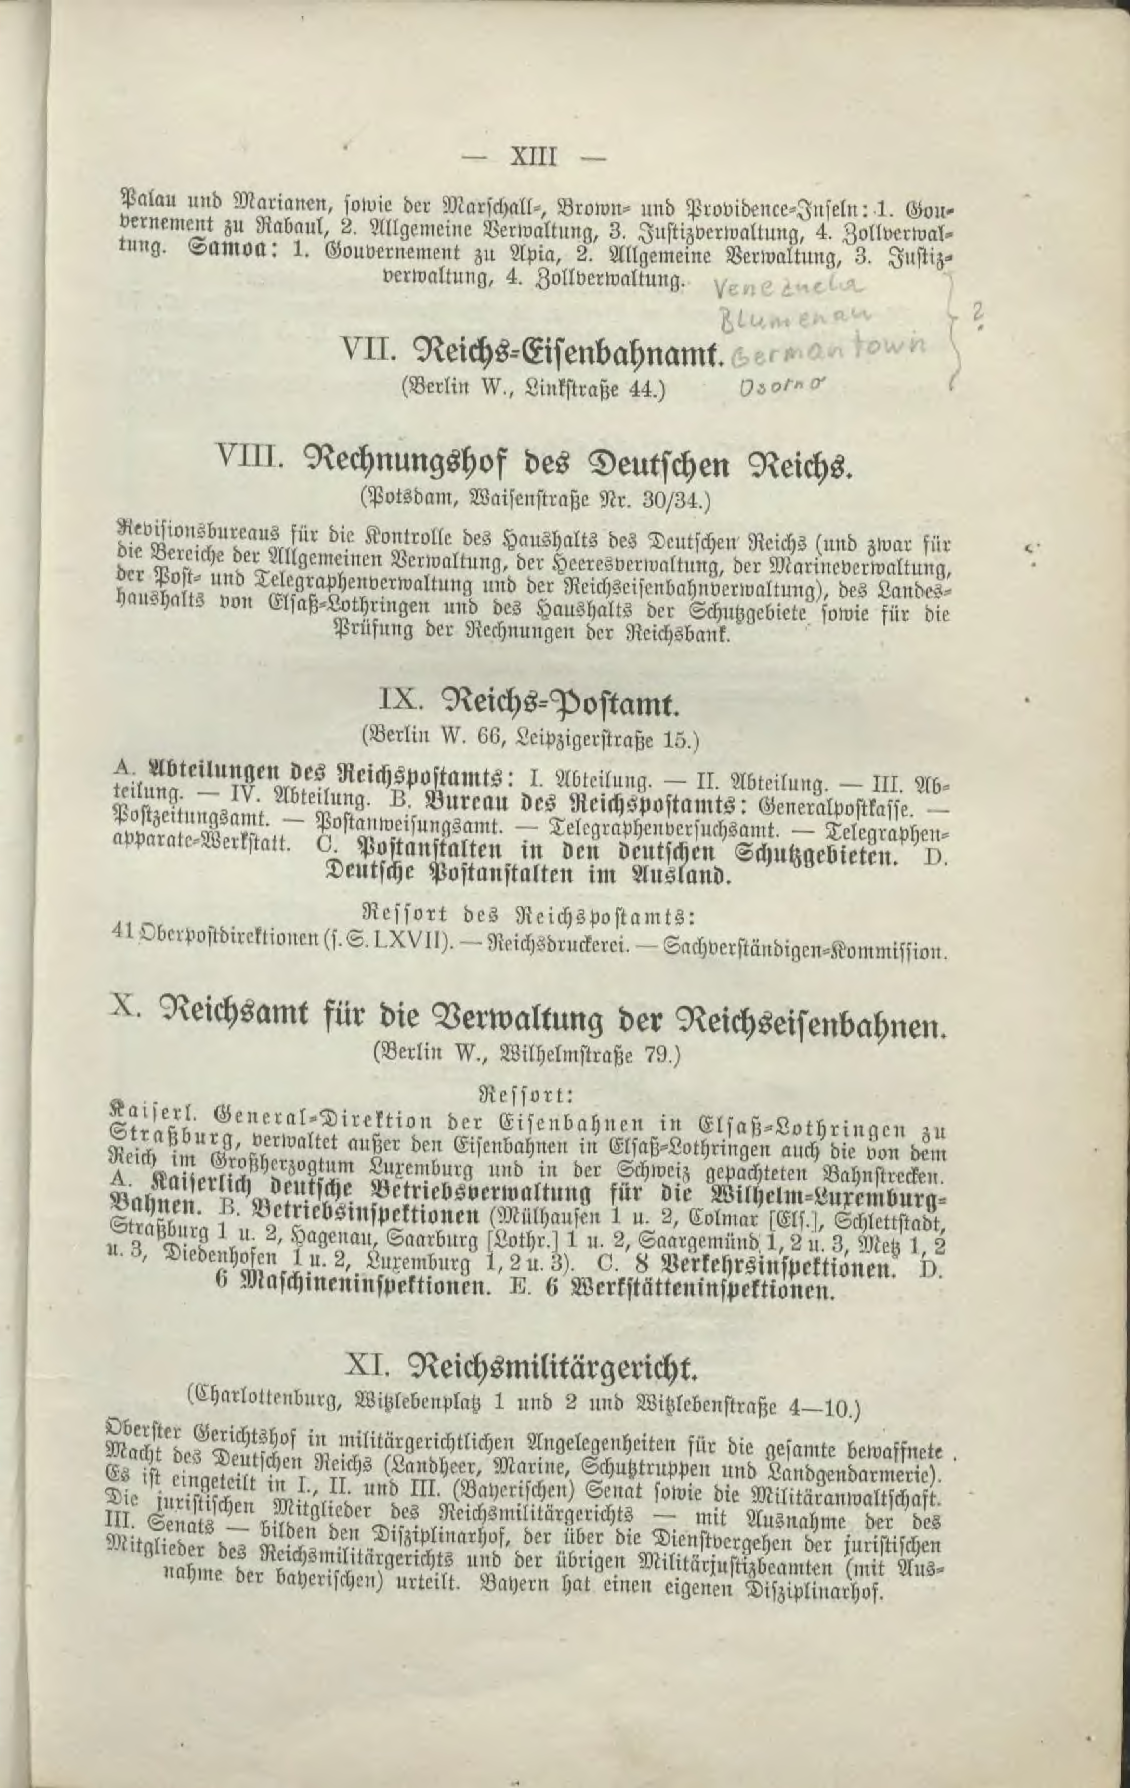 — XIII —
Palau und Marianen, sowie der Marschall-, Brown- und Providence-Inseln: 1. Gou-
vernement zu Rabaul, 2. Allgemeine Verwaltung, 3. Justizverwaltung, 4. Zollverwal-
tung. Samoa: 1. Gouvernement zu Apia, 2. Allgemeine Verwaltung, 3. Justiz-
verwaltung, 4. Zollverwaltung.
Venezuela
Blumenau
?
VII. Reichs-Eisenbahnamt.
Germantown
(Berlin W., Linkstraße 44.)
Osorno
VIII. Rechnungshof des Deutschen Reichs.
(Potsdam, Waisenstraße Nr. 30/34.)
Revisionsbureaus für die Kontrolle des Haushalts des Deutschen Reichs (und zwar für
die Bereiche der Allgemeinen Verwaltung, der Heeresverwaltung, der Marineverwaltung,
der Post- und Telegraphenverwaltung und der Reichseisenbahnverwaltung), des Landes-
haushalts von Elsaß-Lothringen und des Haushalts der Schutzgebiete sowie für die
Prüfung der Rechnungen der Reichsbank.
IX. Reichs-Postamt.
(Berlin W. 66, Leipzigerstraße 15.)
A. Abteilungen des Reichspostamts: I. Abteilung. — II. Abteilung. — III. Ab-
teilung. — IV. Abteilung. B. Bureau des Reichspostamts: Generalpostkasse. —
Postzeitungsamt. — Postanweisungsamt. — Telegraphenversuchsamt. — Telegraphen-
apparate-Werkstatt. C. Postanstalten in den deutschen Schutzgebieten. D.
Deutsche Postanstalten im Ausland.
Ressort des Reichspostamts:
41 Oberpostdirektionen (s. S. LXVII). — Reichsdruckerei. — Sachverständigen-Kommission.
X. Reichsamt für die Verwaltung der Reichseisenbahnen.
(Berlin W., Wilhelmstraße 79.)
Ressort:
Kaiserl. General-Direktion der Eisenbahnen in Elsaß-Lothringen zu
Straßburg, verwaltet außer den Eisenbahnen in Elsaß-Lothringen auch die von dem
Reich im Großherzogtum Luxemburg und in der Schweiz gepachteten Bahnstrecken.
A. Kaiserlich deutsche Betriebsverwaltung für die Wilhelm-Luxemburg-
Bahnen. B. Betriebsinspektionen (Mülhausen 1 u. 2, Colmar [Els.], Schlettstadt,
Straßburg 1 u. 2, Hagenau, Saarburg [Lothr.] 1 u. 2, Saargemünd 1, 2 u. 3, Metz 1, 2
u. 3, Diedenhofen 1 u. 2, Luxemburg 1, 2 u. 3). C. 8 Verkehrsinspektionen. D.
6 Maschineninspektionen. E. 6 Werkstätteninspektionen.
XI. Reichsmilitärgericht.
(Charlottenburg, Witzlebenplatz 1 und 2 und Witzlebenstraße 4—10.)
Oberster Gerichtshof in militärgerichtlichen Angelegenheiten für die gesamte bewaffnete
Macht des Deutschen Reichs (Landheer, Marine, Schutztruppen und Landgendarmerie).
Es ist eingeteilt in I., II. und III. (Bayerischen) Senat sowie die Militäranwaltschaft.
Die juristischen Mitglieder des Reichsmilitärgerichts — mit Ausnahme der des
III. Senats — bilden den Disziplinarhof, der über die Dienstvergehen der juristischen
Mitglieder des Reichsmilitärgerichts und der übrigen Militärjustizbeamten (mit Aus-
nahme der bayerischen) urteilt. Bayern hat einen eigenen Disziplinarhof.